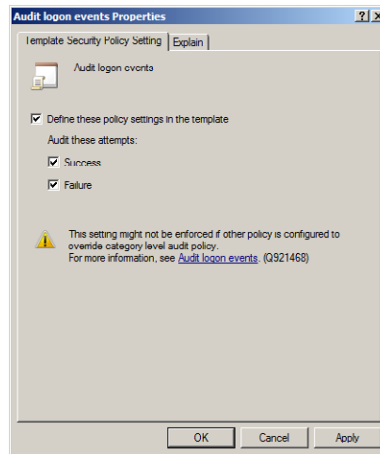 Audit logon events Properties
Template Security Policy Setting
Explain
Audit logon events
Define these policy settings in the template
Audit these attempts:
Success
Failure
This setting might not be enforced if other policy is configured to
override category level audit policy.
For more information, see Audit logon events. (Q921468)
OK
Cancel
Apply